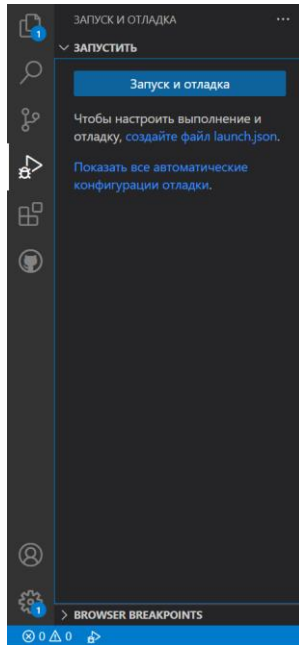 ЗАПУСК И ОТЛАДКА ...
ЗАПУСТИТЬ
Запуск и отладка
Чтобы настроить выполнение и
отладку, создайте файл launch.json.
Показать все автоматические
конфигурации отладки.
1
1
BROWSER BREAKPOINTS
0 0